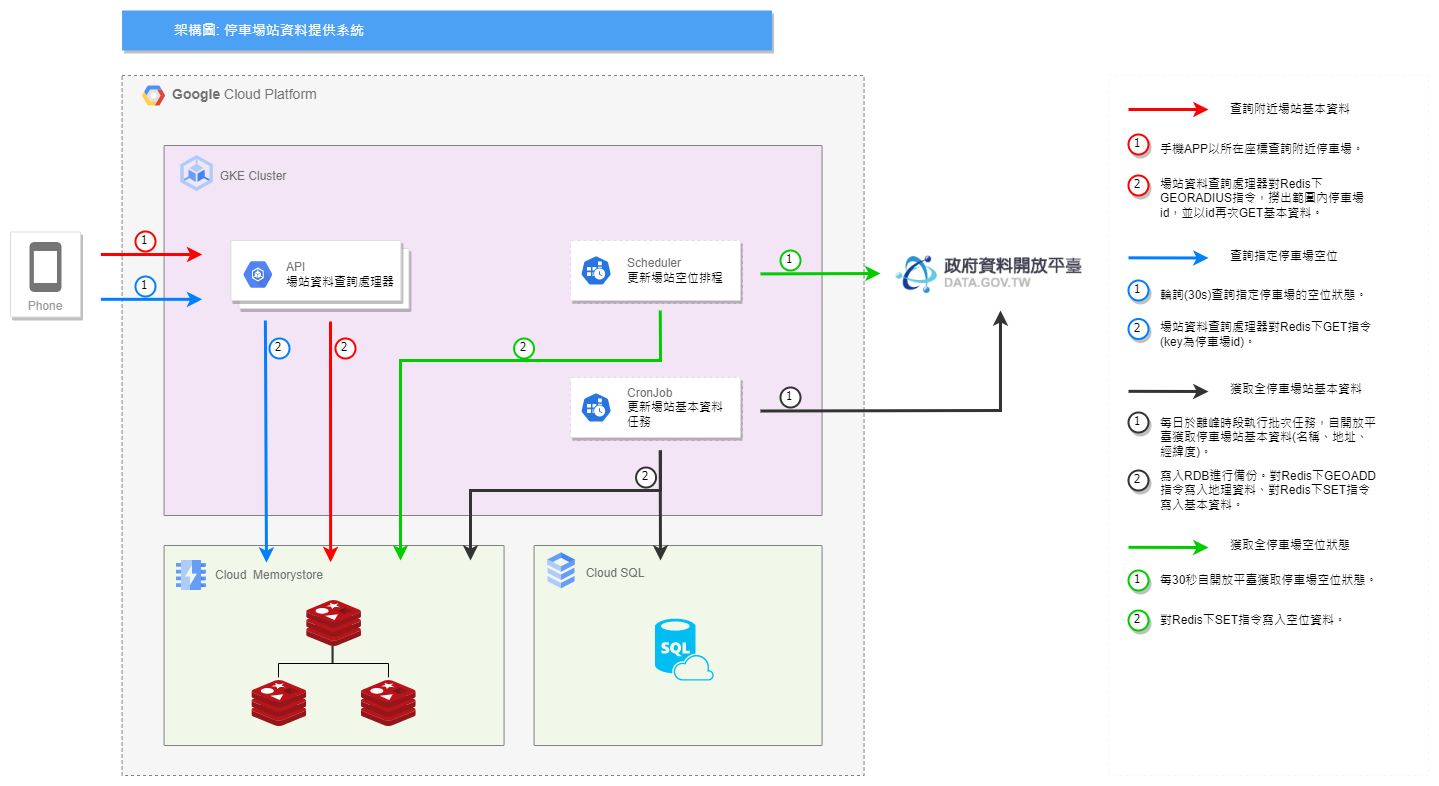 架構圖: 停車場站資料提供系統
Google Cloud Platform
GKE Cluster
Phone
1
1
API
場站資料查詢處理器
2
2
Scheduler
更新場站空位排程
1
2
CronJob
更新場站基本資料
任務
1
2
政府資料開放平臺
DATA.GOV.TW
Cloud Memorystore
Cloud SQL
SQL
查詢附近場站基本資料
1
手機APP以所在座標查詢附近停車場。
2
場站資料查詢處理器對Redis下
GEORADIUS指令，撈出範圍內停車場
id，並以id再次GET基本資料。
查詢指定停車場空位
1
輪詢(30s)查詢指定停車場的空位狀態。
2
場站資料查詢處理器對Redis下GET指令
(key為停車場id)。
獲取全停車場站基本資料
1
每日於離峰時段執行批次任務，自開放平
臺獲取停車場站基本資料(名稱、地址、
經緯度)。
2
寫入RDB進行備份。對Redis下GEOADD
指令寫入地理資料、對Redis下SET指令
寫入基本資料。
獲取全停車場空位狀態
1
每30秒自開放平臺獲取停車場空位狀態。
2
對Redis下SET指令寫入空位資料。